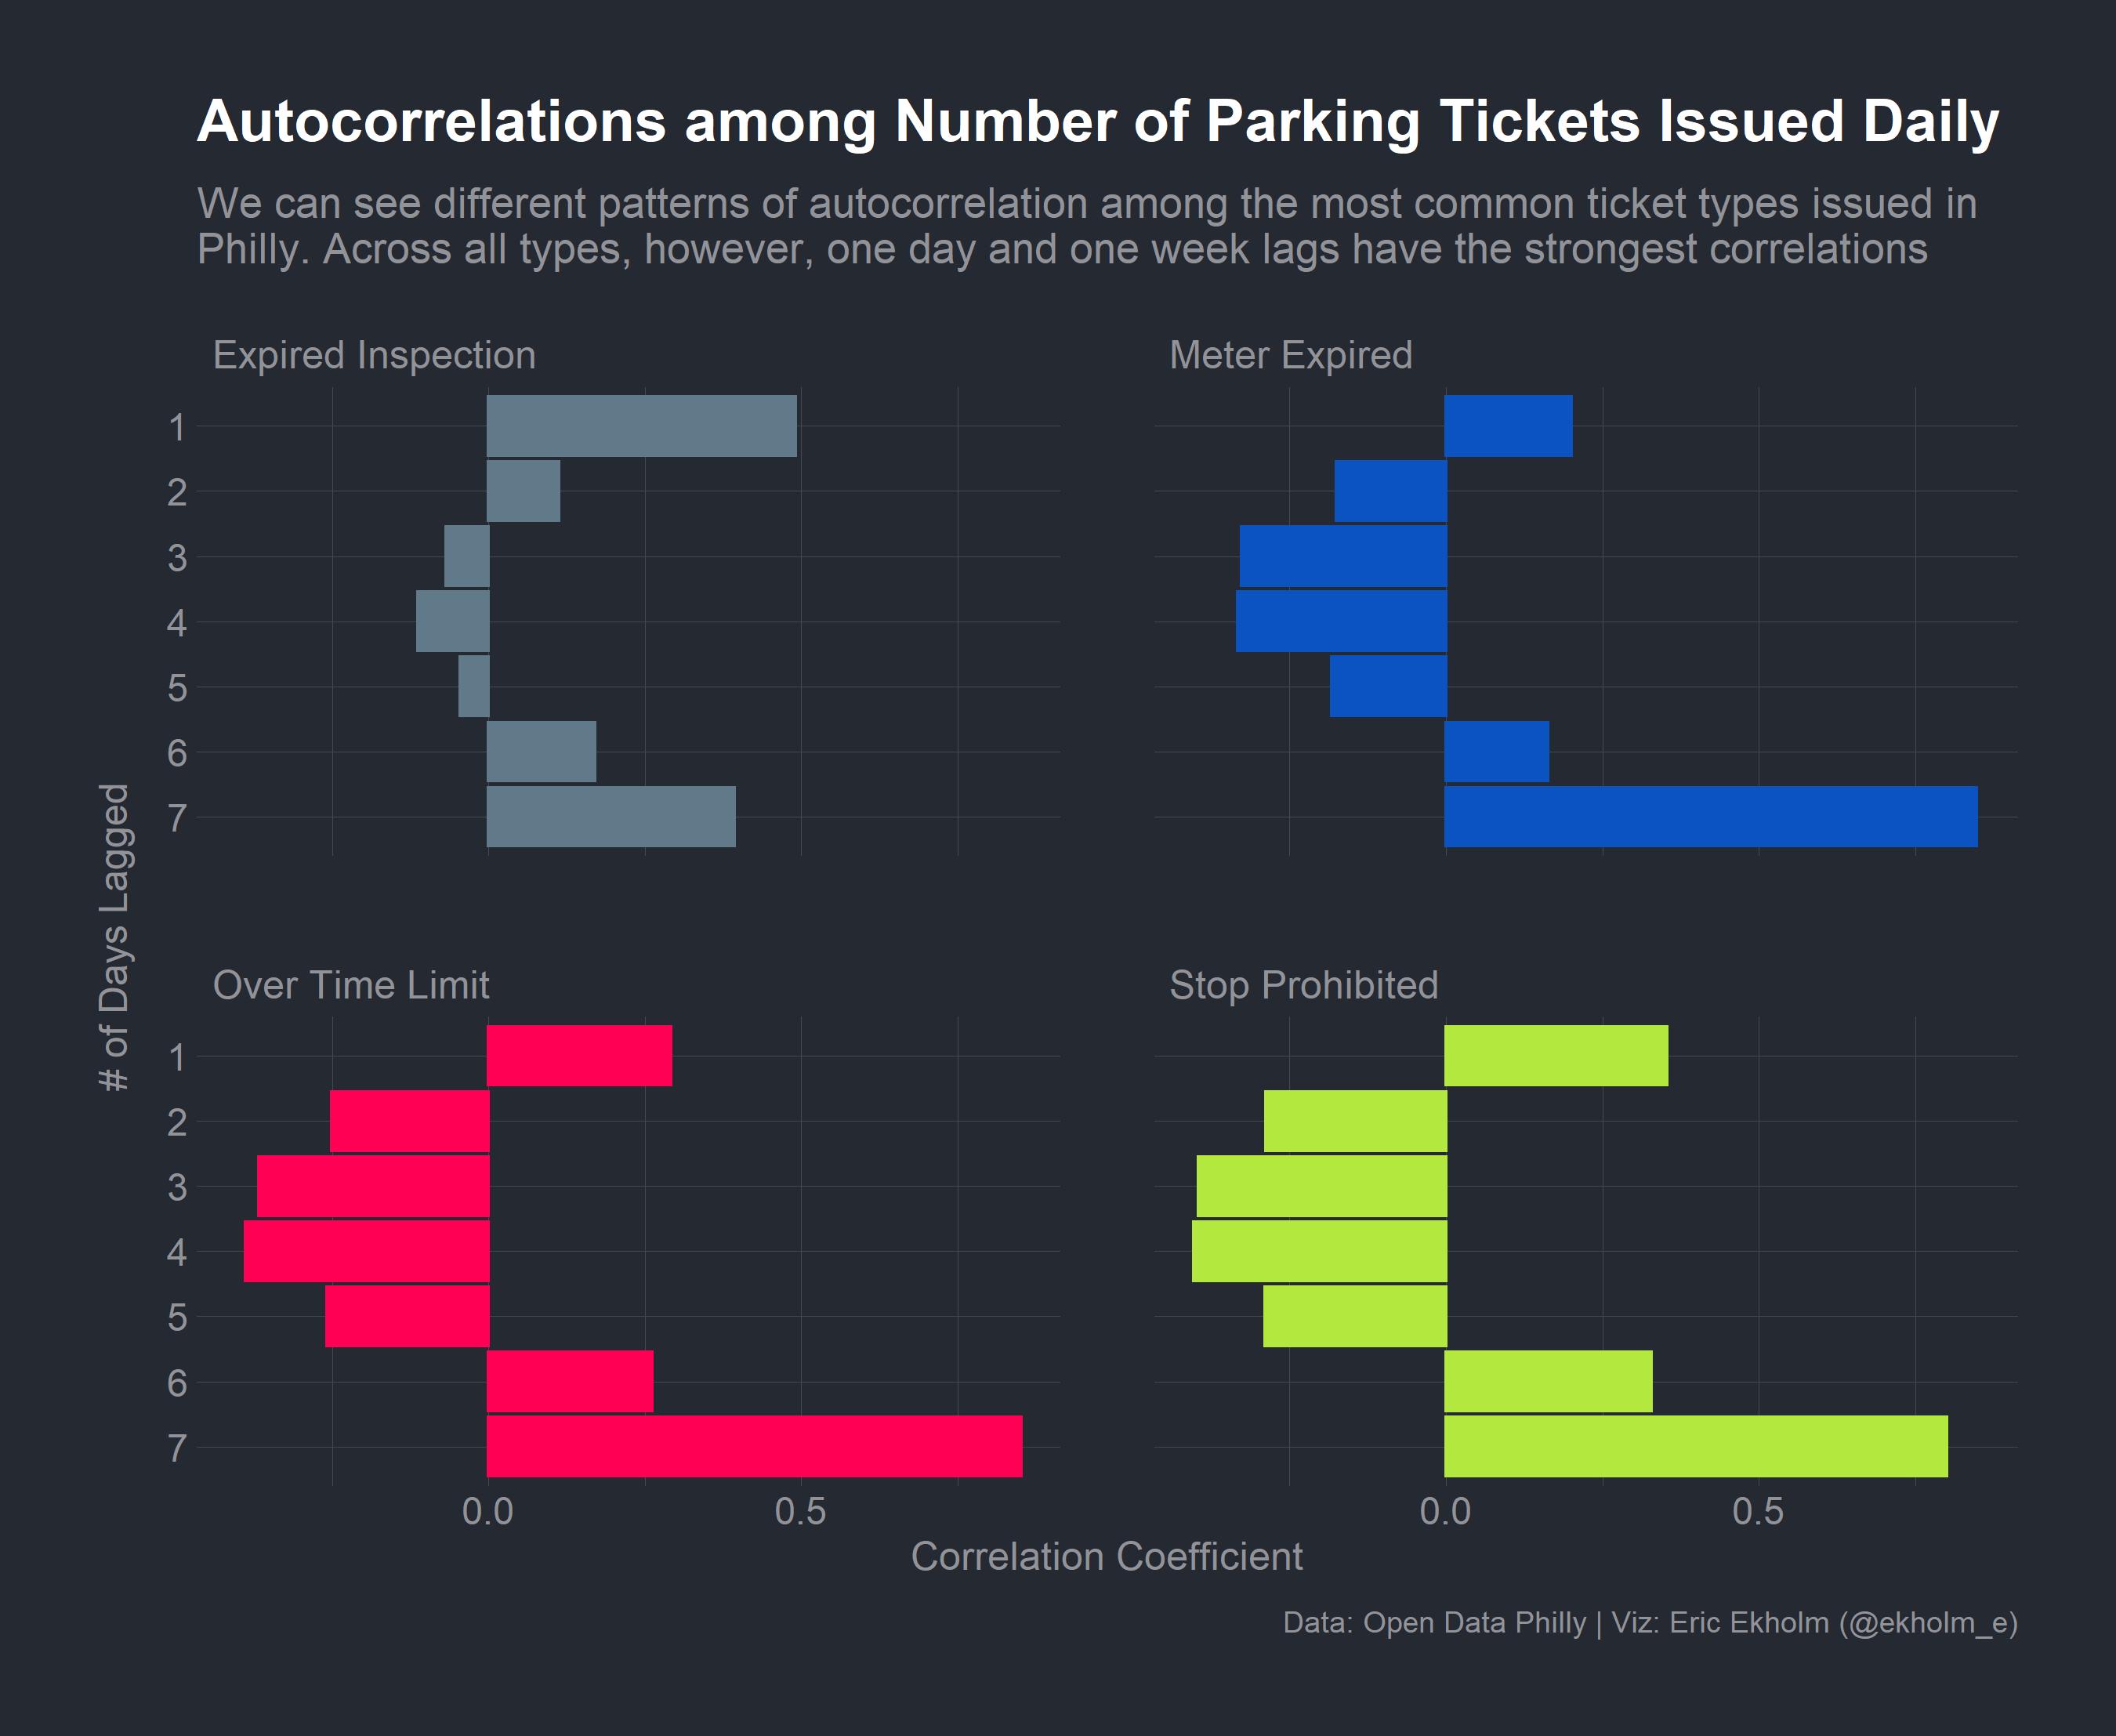 Autocorrelations among Number of Parking Tickets Issued Daily
We can see different patterns of autocorrelation among the most common ticket types issued in
Philly. Across all types, however, one day and one week lags have the strongest correlations
Expired Inspection
Meter Expired
1
2
3
4
5
6
7
# of Days Lagged
Over Time Limit
Stop Prohibited
1
2
3
4
5
6
7
0.0
0.5
0.0
0.5
Correlation Coefficient
Data: Open Data Philly | Viz: Eric Ekholm (@ekholm_e)